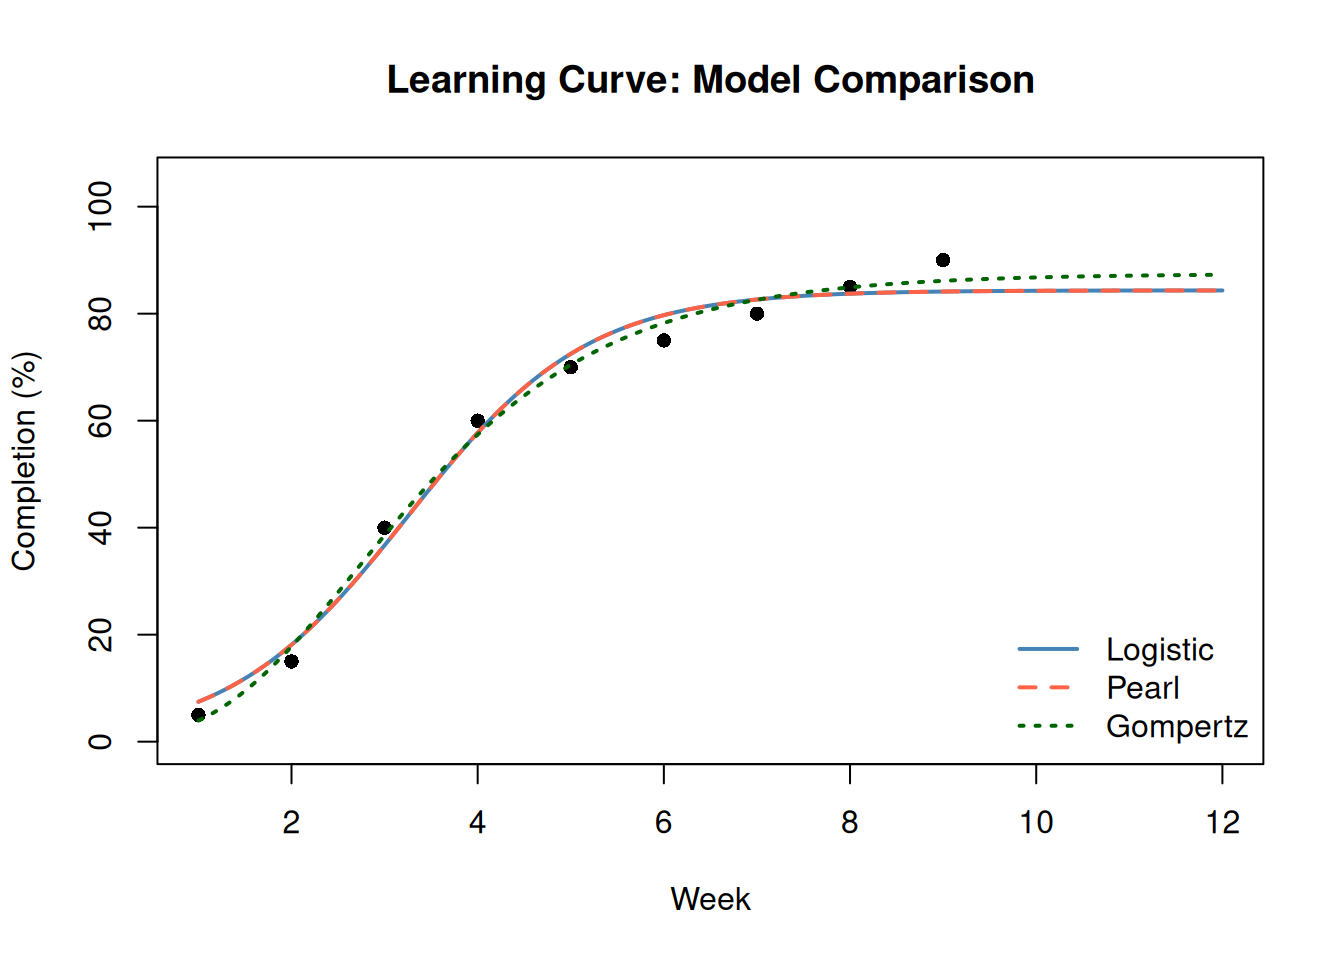 Learning Curve: Model Comparison
Completion (%)
100
80
60
40
20
0
Logistic
Pearl
Gompertz
2 4 6 8 10 12
Week